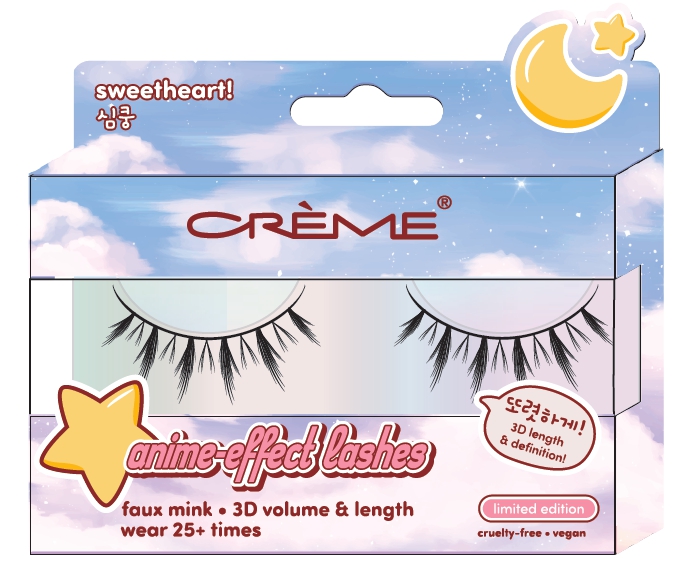 sweetheart!
심쿵
CRÈME®
또렷하게!
3D length
& definition!
anime-effect lashes
faux mink • 3D volume & length
wear 25+ times
limited edition
cruelty-free • vegan